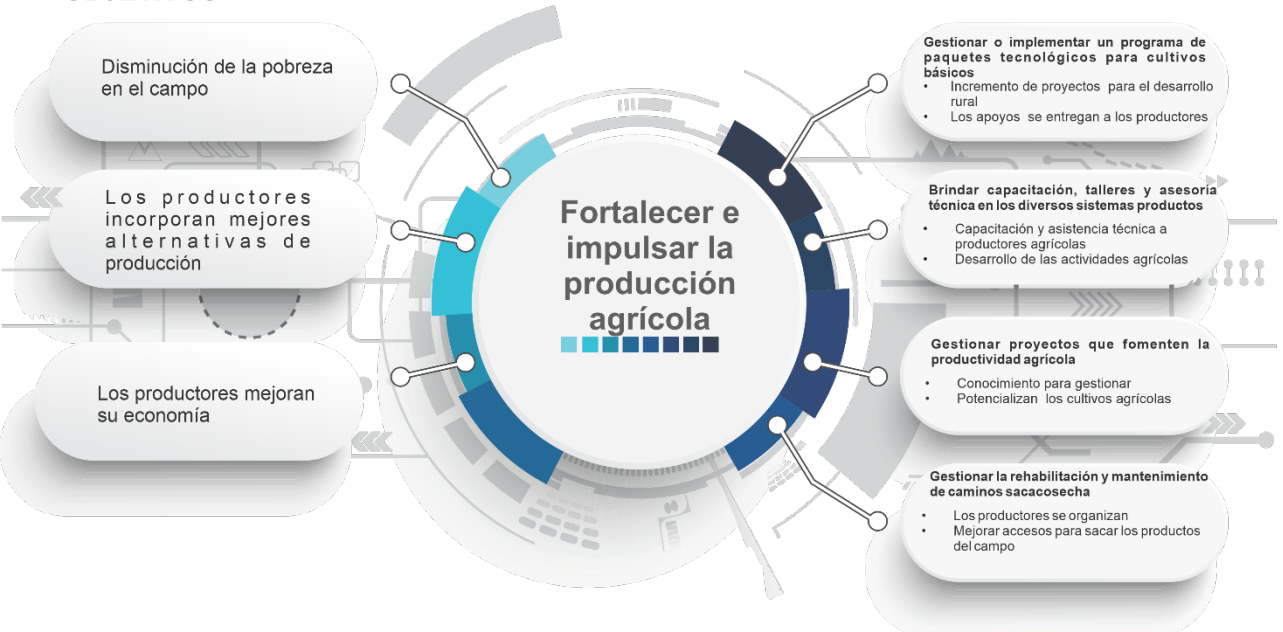 Disminución de la pobreza
en el campo
Los productores
incorporan mejores
alternativas de
producción
Los productores mejoran
su economía
Fortalecer e
impulsar la
producción
agrícola
Gestionar o implementar un programa de
paquetes tecnológicos para cultivos
básicos
• Incremento de proyectos para el desarrollo
rural
• Los apoyos se entregan a los productores
Brindar capacitación, talleres y asesoría
técnica en los diversos sistemas productos
• Capacitación y asistencia técnica a
productores agrícolas
• Desarrollo de las actividades agrícolas
Gestionar proyectos que fomenten la
productividad agrícola
• Conocimiento para gestionar
• Potencializan los cultivos agrícolas
Gestionar la rehabilitación y mantenimiento
de caminos sacacosecha
• Los productores se organizan
• Mejorar accesos para sacar los productos
del campo